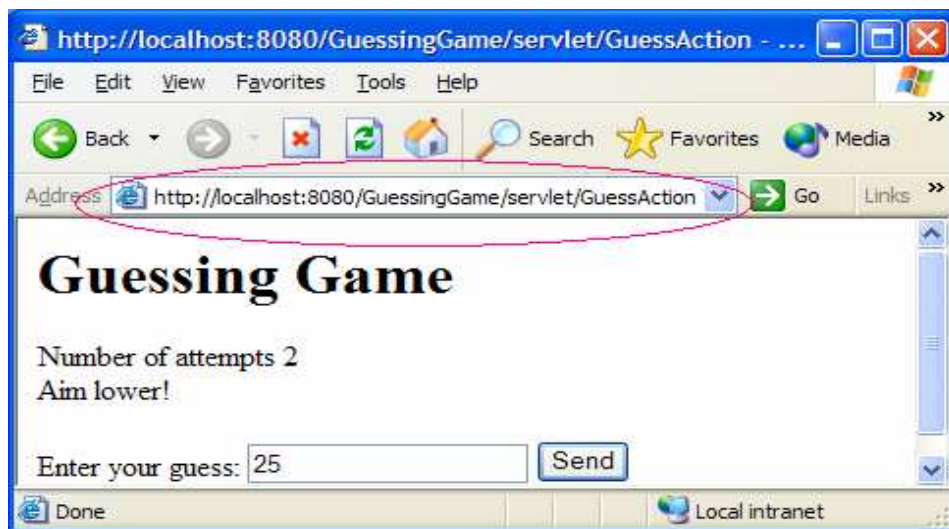 http://localhost:8080/GuessingGame/servlet/GuessAction - ...
File Edit View Favorites Tools Help
Back Search Favorites Media »
Address http://localhost:8080/GuessingGame/servlet/GuessAction Go Links »
Guessing Game
Number of attempts 2
Aim lower!
Enter your guess: 25 Send
Done Local intranet